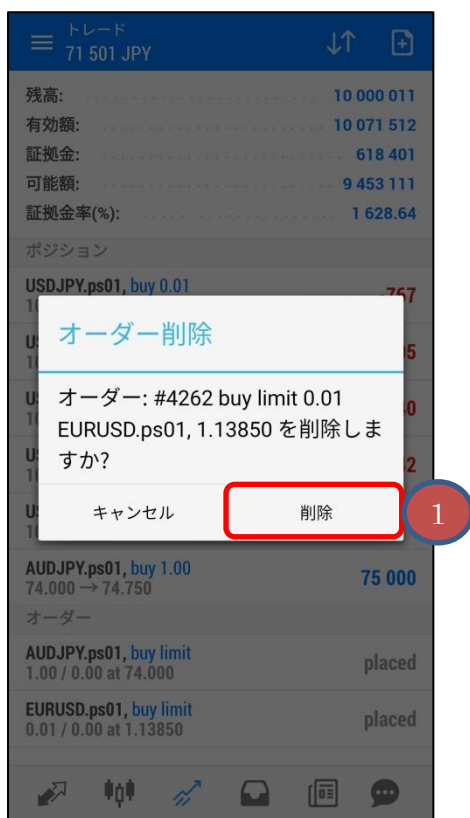 トレード
71 501 JPY
残高: 10 000 011
有効額: 10 071 512
証拠金: 618 401
可能額: 9 453 111
証拠金率(%): 1 628.64
ポジション
USDJPY.ps01, buy 0.01
-767
オーダー削除
オーダー: #4262 buy limit 0.01
EURUSD.ps01, 1.13850 を削除しま
すか?
キャンセル 削除
1
AUDJPY.ps01, buy 1.00
74.000 → 74.750 75 000
オーダー
AUDJPY.ps01, buy limit
1.00 / 0.00 at 74.000 placed
EURUSD.ps01, buy limit
0.01 / 0.00 at 1.13850 placed